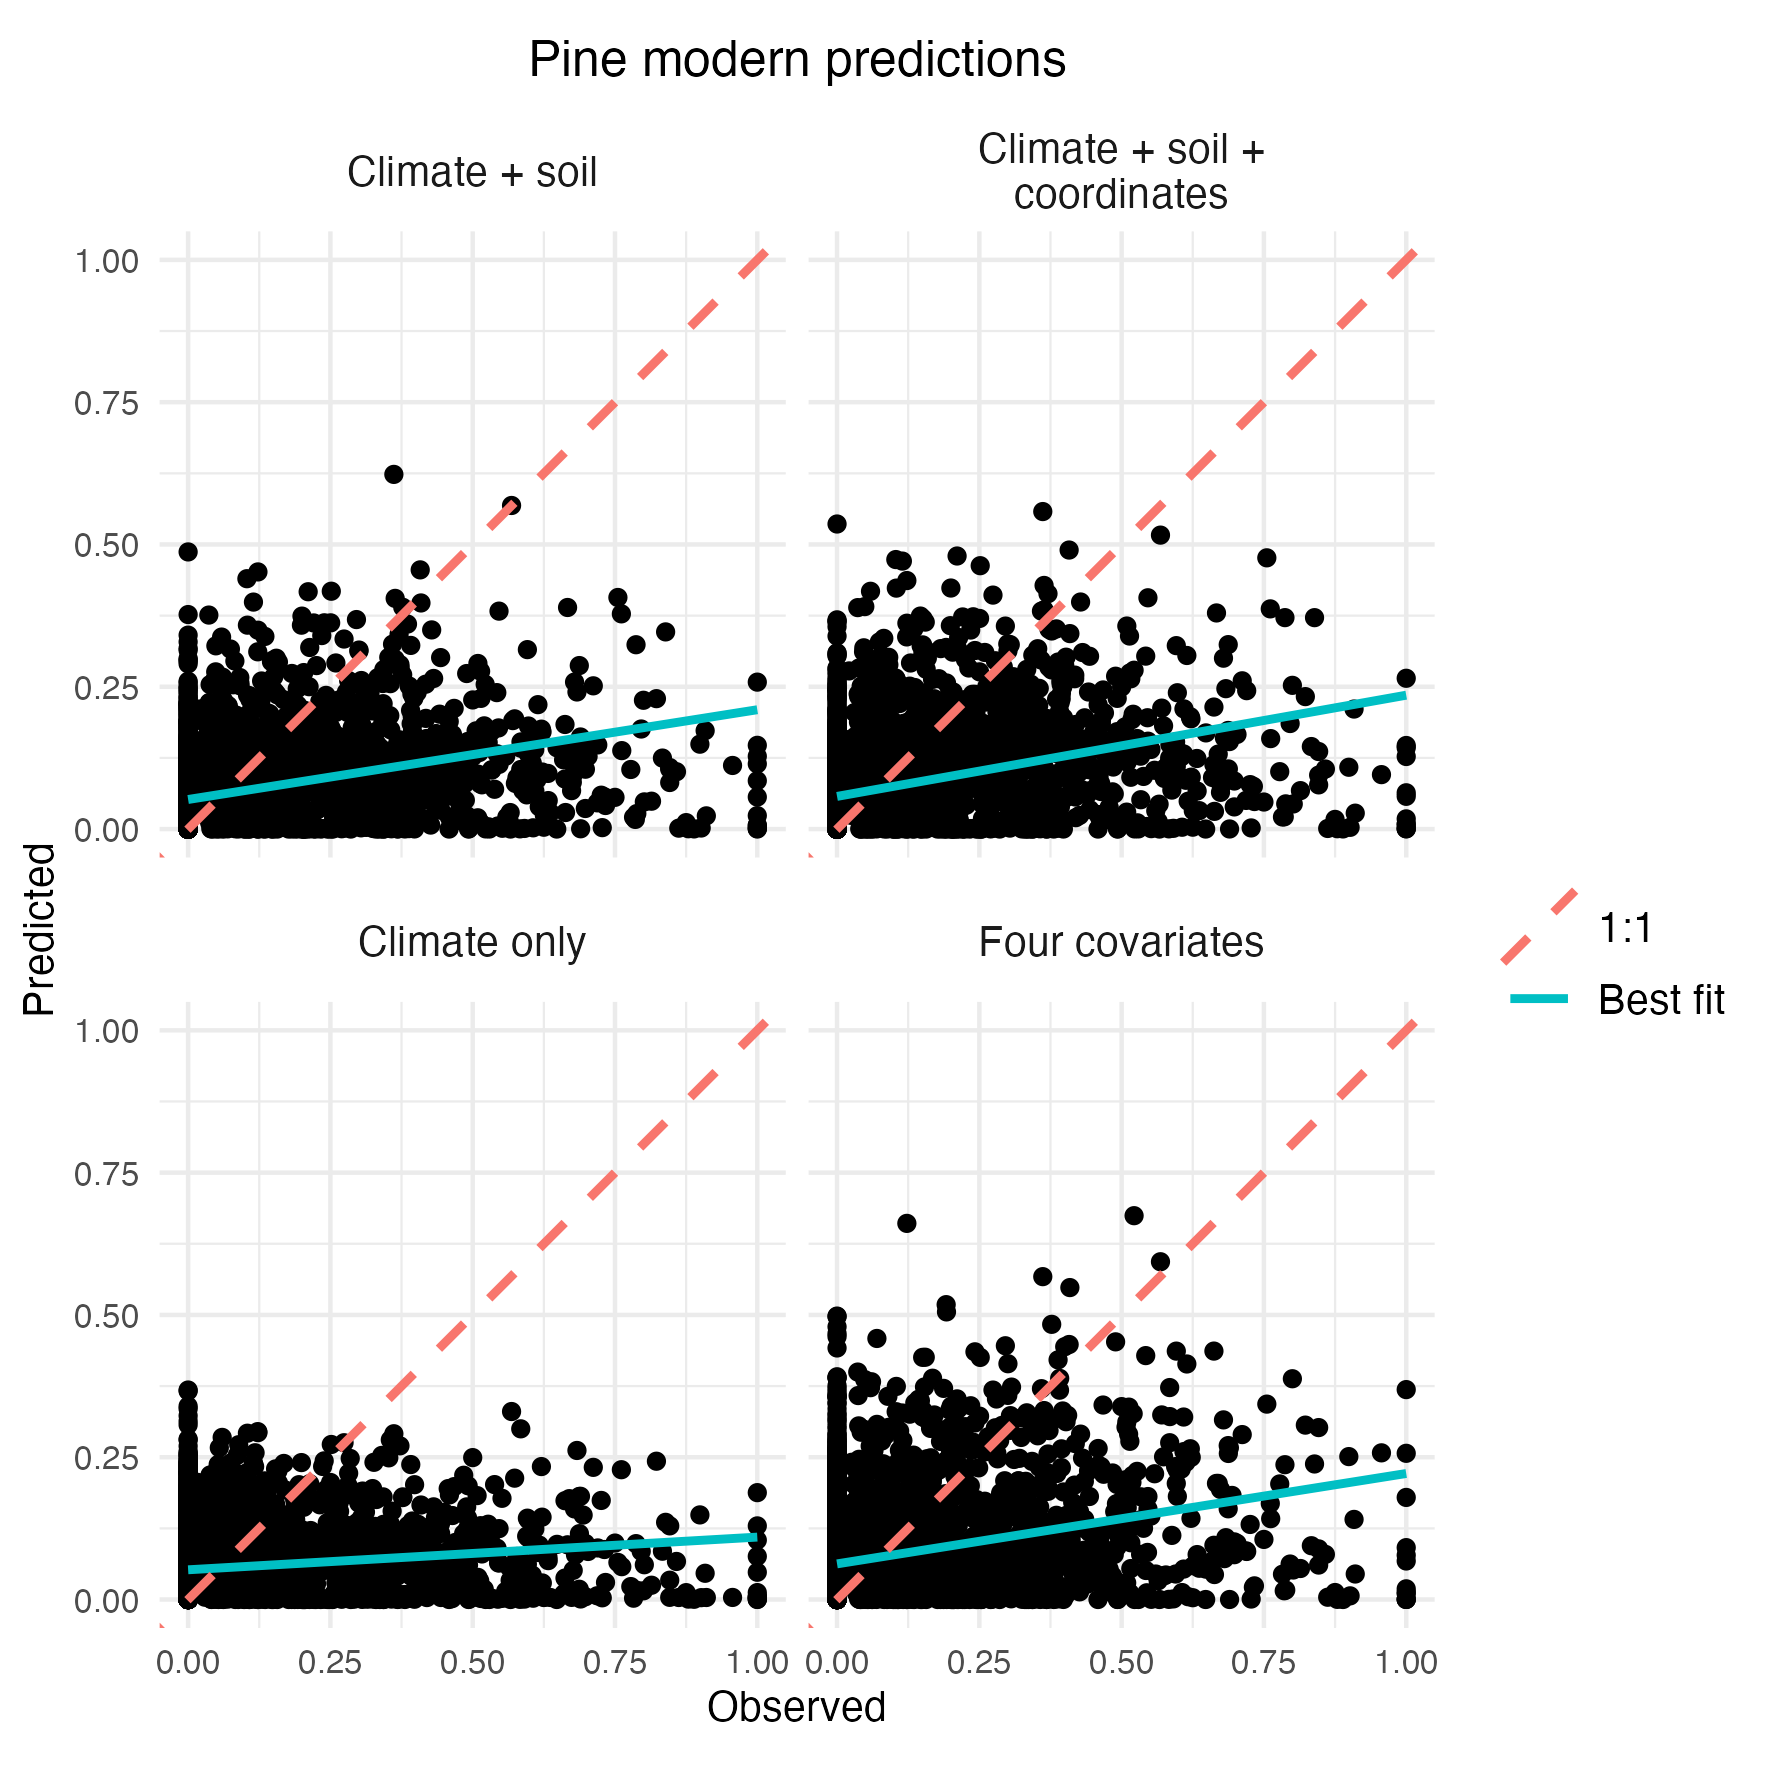 Pine modern predictions
Climate + soil
Climate + soil +
coordinates
1.00
0.75
0.50
0.25
0.00
Climate only
Four covariates
1.00
0.75
0.50
0.25
0.00
0.00 0.25 0.50 0.75 1.00
0.00 0.25 0.50 0.75 1.00
Observed
Predicted
1:1
Best fit